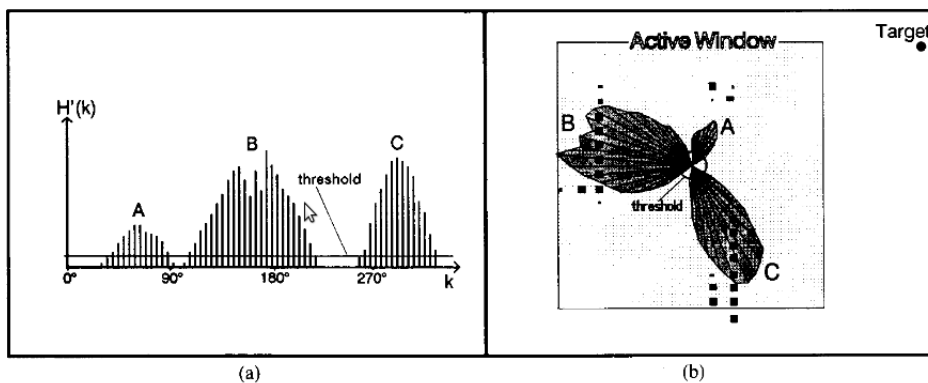 H'(k)
A
B
C
threshold
0°
90°
180°
270°
k
(a)
Active Window
Target
B
A
threshold
C
(b)